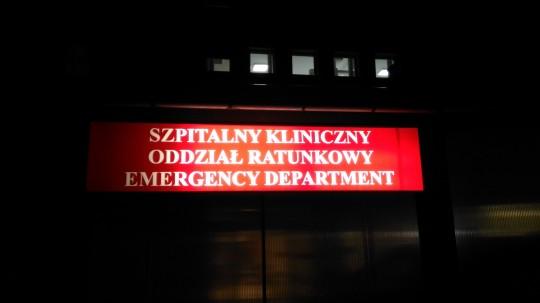 SZPITALNY KLINICZNY
ODDZIAŁ RATUNKOWY
EMERGENCY DEPARTMENT